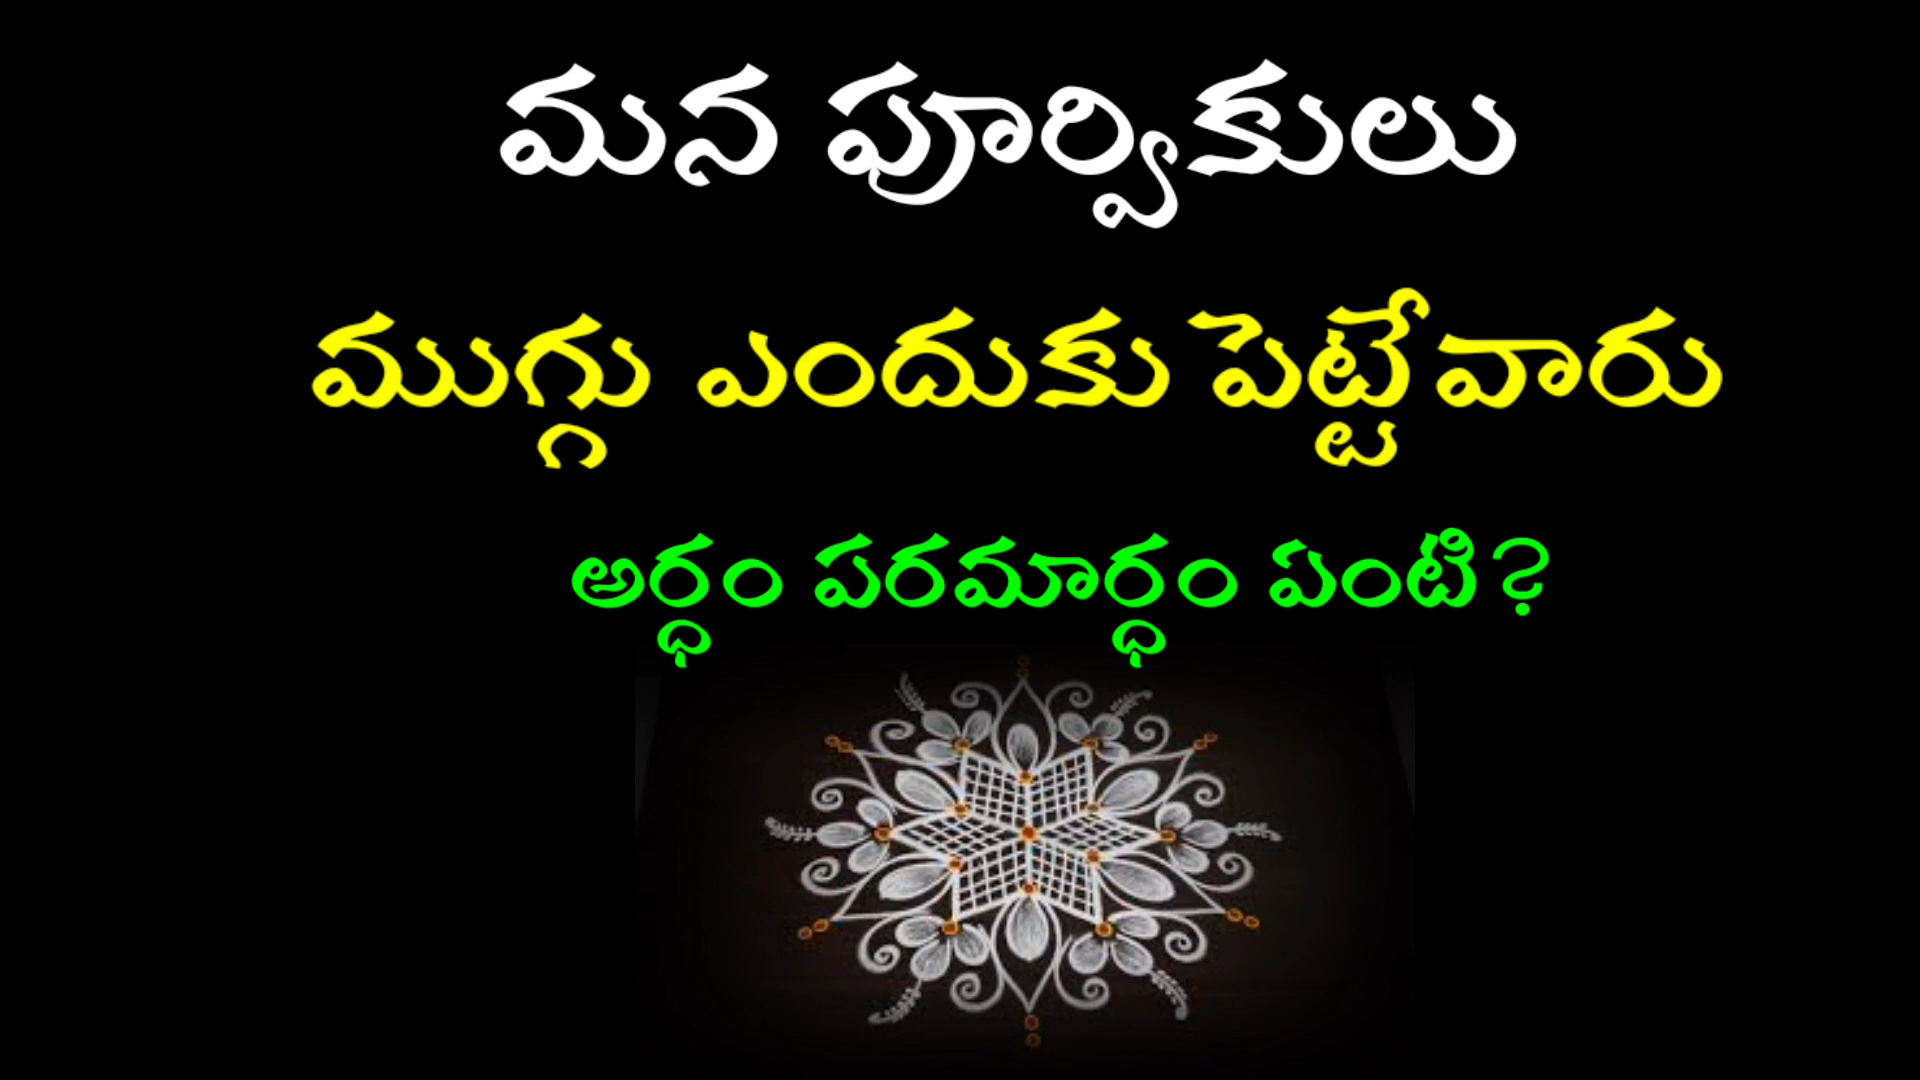 మన పూర్వికులు
ముగ్గు ఎందుకు పెట్టేవారు
అర్ధం పరమార్ధం ఏంటి?